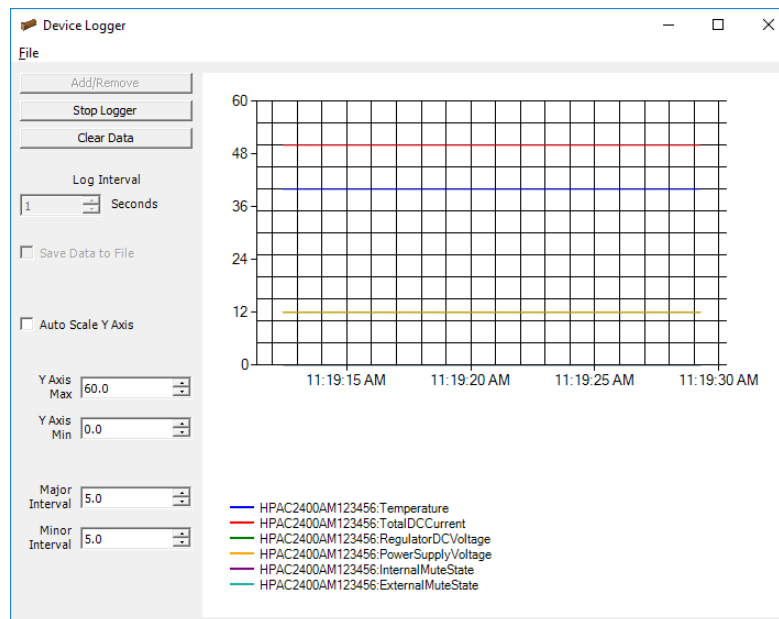 Device Logger
File
Add/Remove
Stop Logger
Clear Data
Log Interval
1 Seconds
Save Data to File
Auto Scale Y Axis
Y Axis
Max 60.0
Y Axis
Min 0.0
Major
Interval 5.0
Minor
Interval 5.0
60
48
36
24
12
0
11:19:15 AM 11:19:20 AM 11:19:25 AM 11:19:30 AM
HPAC2400AM123456:Temperature
HPAC2400AM123456:TotalDCCurrent
HPAC2400AM123456:RegulatorDCVoltage
HPAC2400AM123456:PowerSupplyVoltage
HPAC2400AM123456:InternalMuteState
HPAC2400AM123456:ExternalMuteState